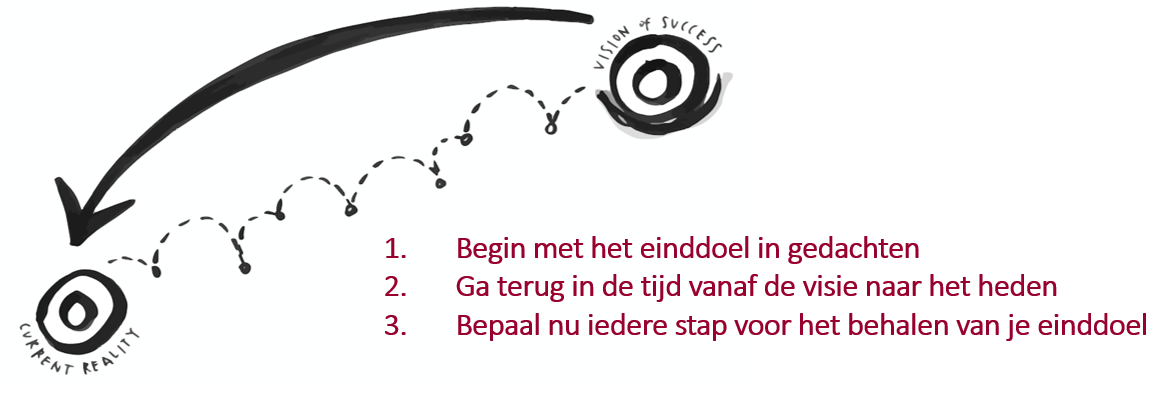 VISION of SUCCESS
1. Begin met het einddoel in gedachten
2. Ga terug in de tijd vanaf de visie naar het heden
3. Bepaal nu iedere stap voor het behalen van je einddoel
CURRENT REALITY